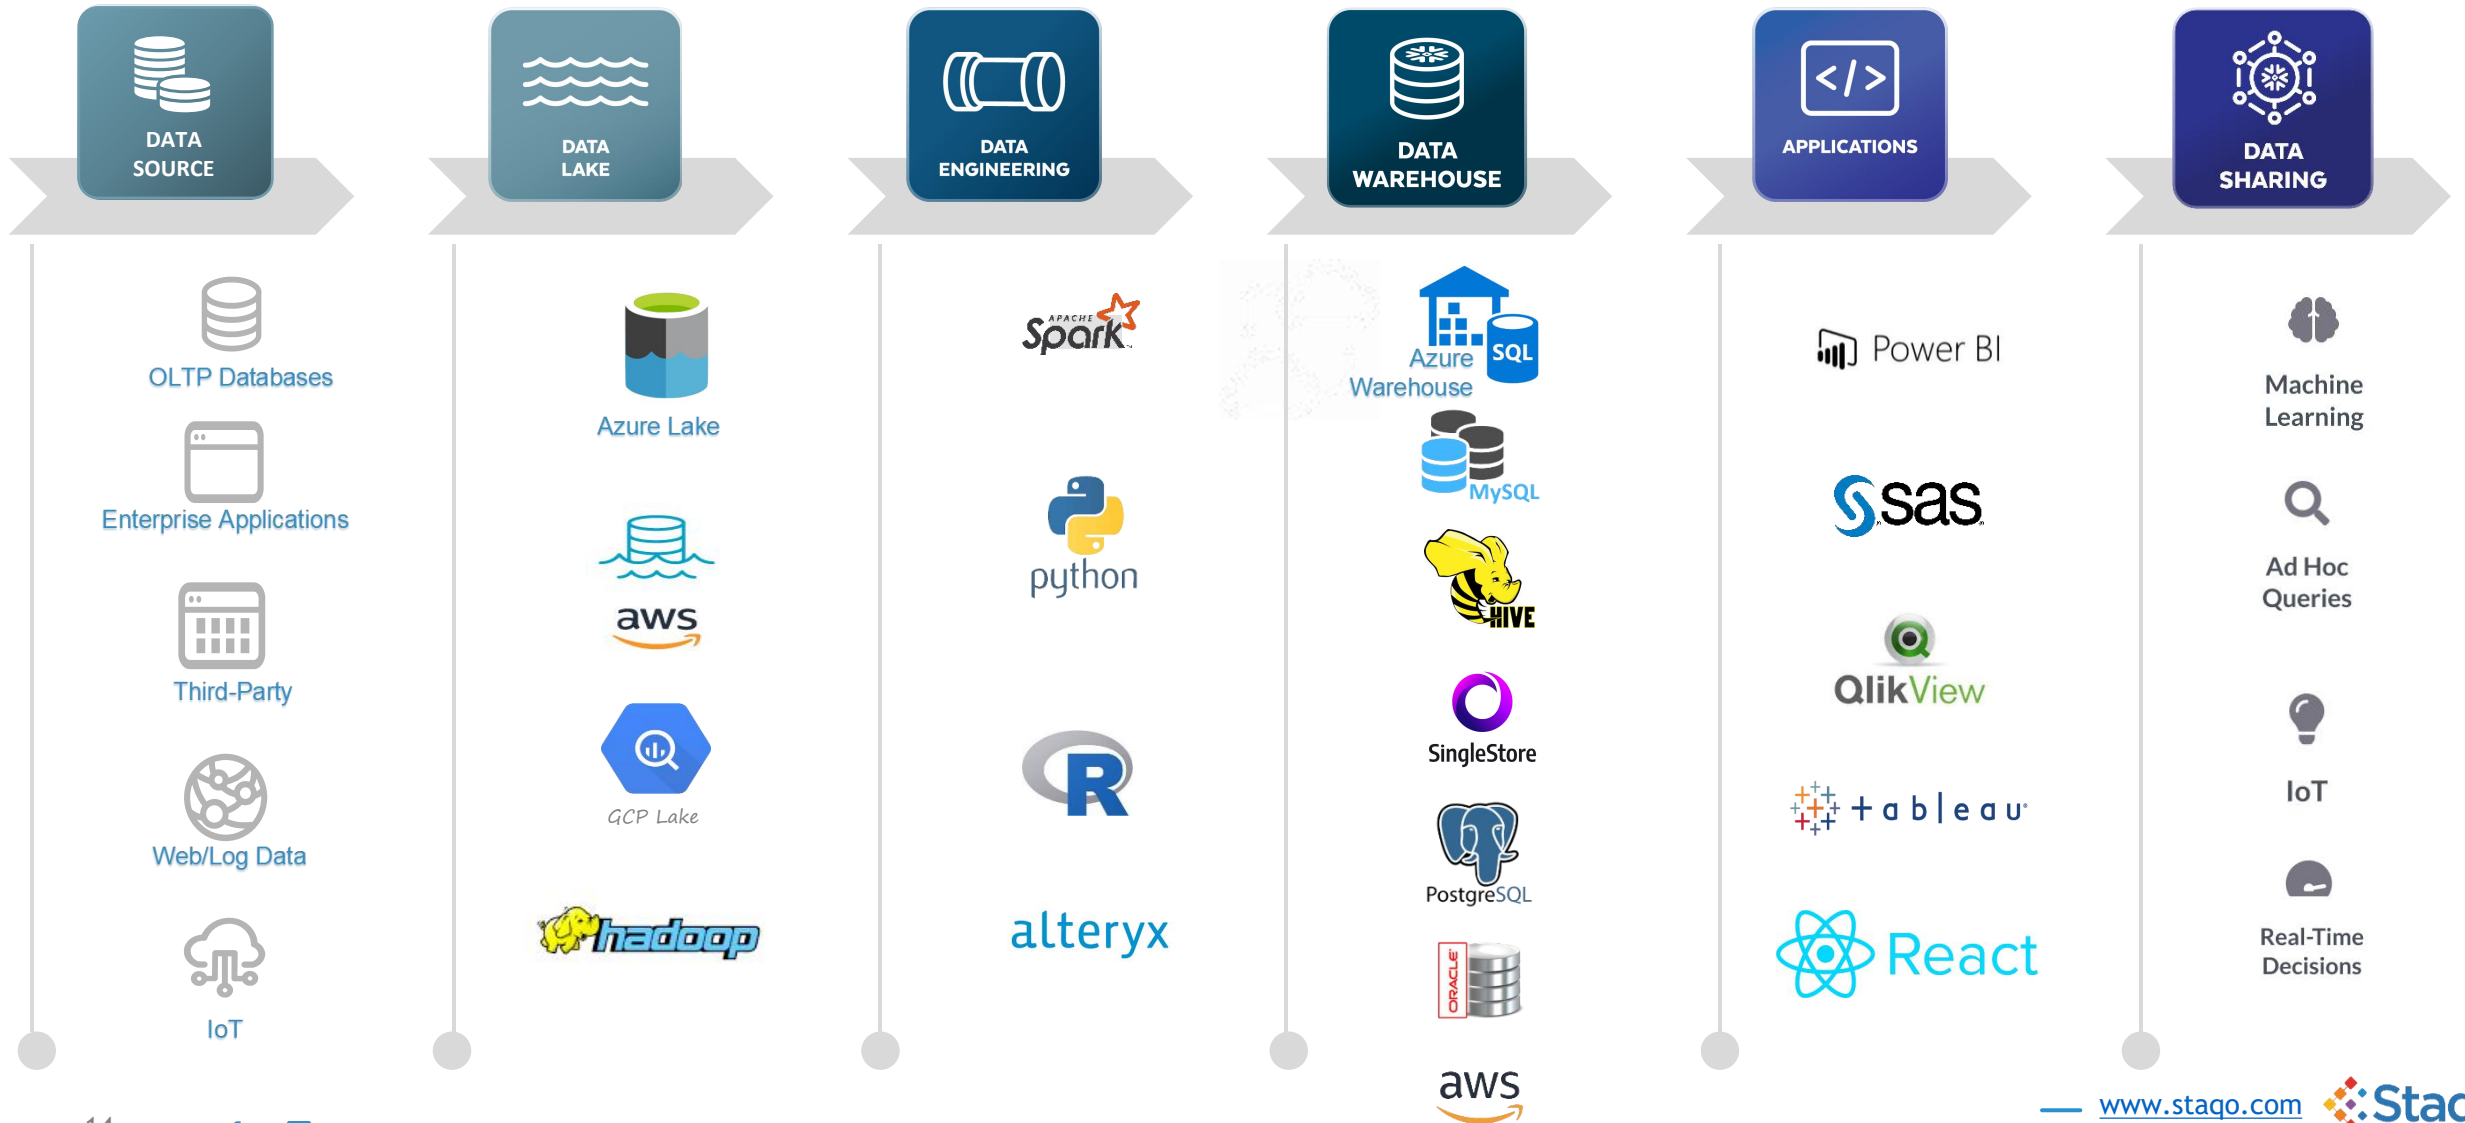 DATA
SOURCE
OLTP Databases
Enterprise Applications
Third-Party
Web/Log Data
IoT
DATA
LAKE
Azure Lake
aws
GCP Lake
hadoop
DATA
ENGINEERING
APACHE
Spark
python
R
alteryx
DATA
WAREHOUSE
Azure
Warehouse
SQL
MySQL
HIVE
SingleStore
PostgreSQL
ORACLE
aws
APPLICATIONS
</>
Power BI
sas
QlikView
+ableau
React
DATA
SHARING
Machine
Learning
Ad Hoc
Queries
IoT
Real-Time
Decisions
www.staqo.com